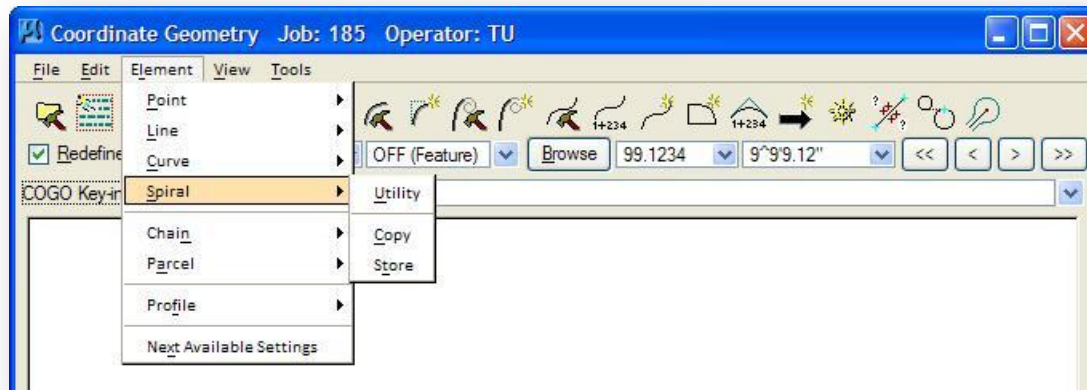 Coordinate Geometry Job: 185 Operator: TU
File Edit Element View Tools
Point
Line
Curve
Spiral
Chain
Parcel
Profile
Next Available Settings
Utility
Copy
Store
1+234
1+234
Redefine
OFF (Feature)
Browse
99.1234
9^9'9.12"
<<
<
>
>>
COGO Key-in